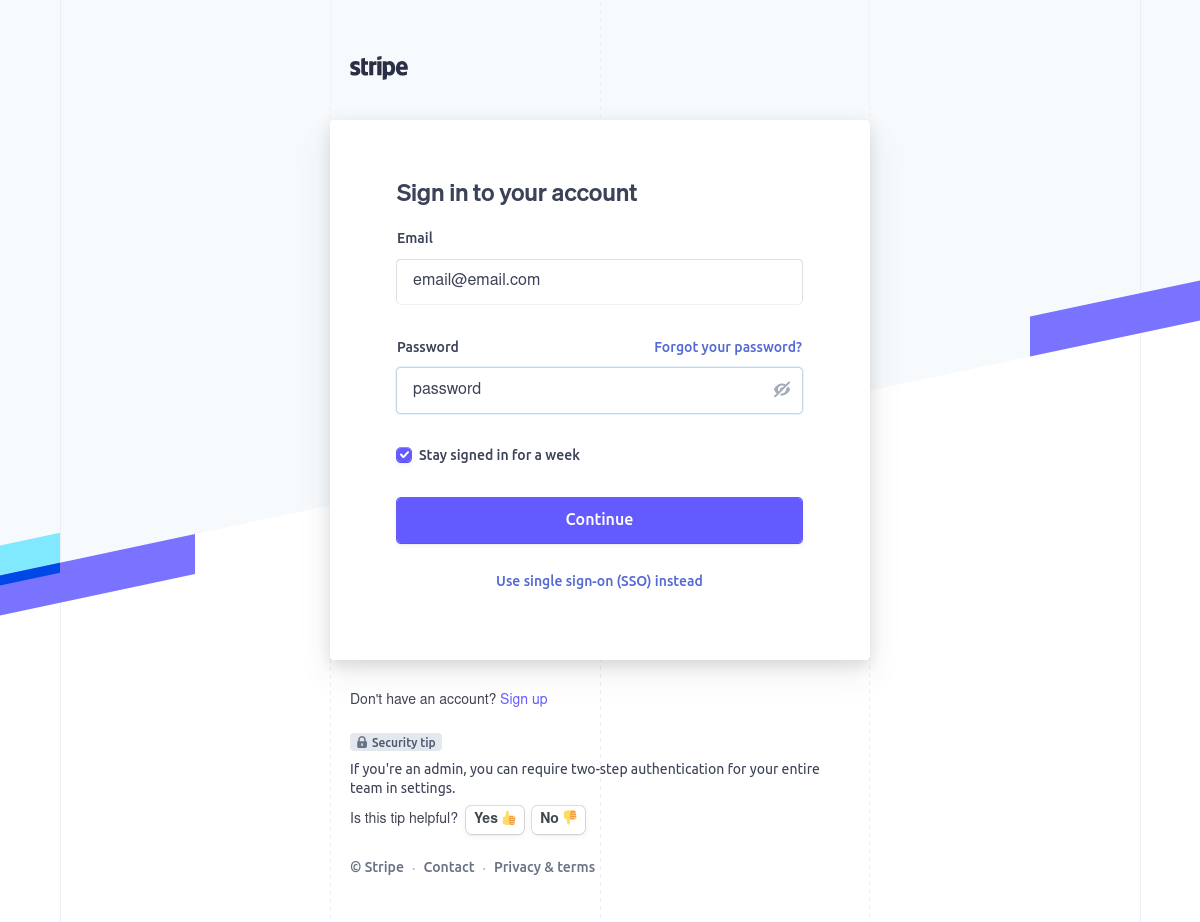 stripe
Sign in to your account
Email
email@email.com
Password Forgot your password?
password
Stay signed in for a week
Continue
Use single sign-on (SSO) instead
Don't have an account? Sign up
Security tip
If you're an admin, you can require two-step authentication for your entire
team in settings.
Is this tip helpful? Yes 👍 No 👎
© Stripe · Contact · Privacy & terms